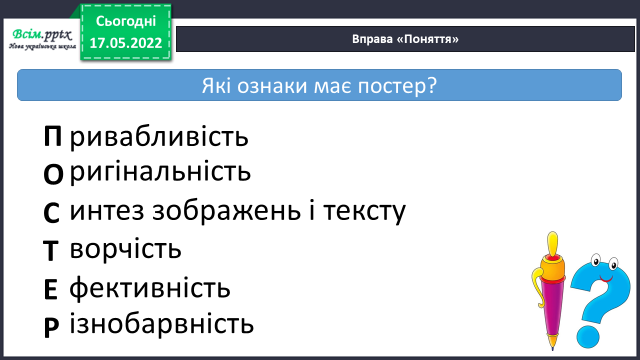 Всім.pptx
Нова українська школа
Сьогодні
17.05.2022
Вправа «Поняття»
Які ознаки має постер?
П ривабливість
О ригінальність
С интез зображень і тексту
Т ворчість
Е фективність
Р ізнобарвність